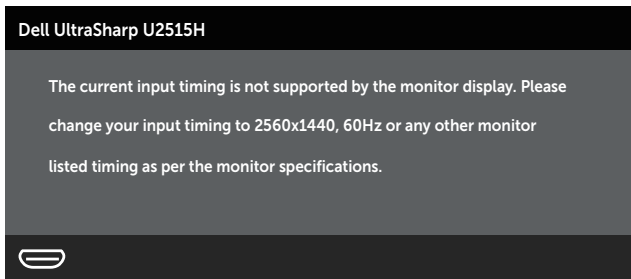 Dell UltraSharp U2515H
The current input timing is not supported by the monitor display. Please
change your input timing to 2560x1440, 60Hz or any other monitor
listed timing as per the monitor specifications.